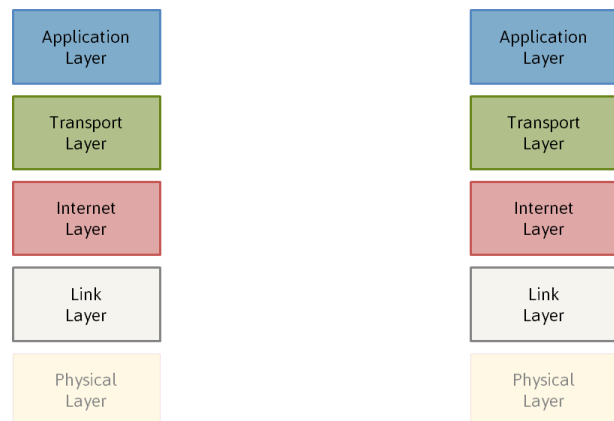 Application
Layer
Application
Layer
Transport
Layer
Transport
Layer
Internet
Layer
Internet
Layer
Link
Layer
Link
Layer
Physical
Layer
Physical
Layer